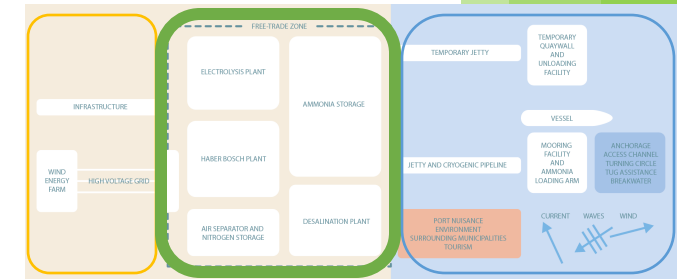 FREE-TRADE ZONE
INFRASTRUCTURE
WIND
ENERGY
FARM
HIGH VOLTAGE GRID
ELECTROLYSIS PLANT
HABER BOSCH PLANT
AIR SEPARATOR AND
NITROGEN STORAGE
AMMONIA STORAGE
DESALINATION PLANT
TEMPORARY JETTY
TEMPORARY
QUAYWALL
AND
UNLOADING
FACILITY
VESSEL
JETTY AND CRYOGENIC PIPELINE
MOORING
FACILITY
AND
AMMONIA
LOADING ARM
ANCHORAGE
ACCESS CHANNEL
TURNING CIRCLE
TUG ASSISTANCE
BREAKWATER
PORT NUISANCE
ENVIRONMENT
SURROUNDING MUNICIPALITIES
TOURISM
CURRENT WAVES WIND